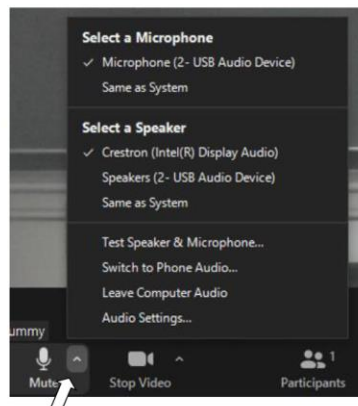 Select a Microphone
✓ Microphone (2- USB Audio Device)
Same as System
Select a Speaker
✓ Crestron (Intel(R) Display Audio)
Speakers (2- USB Audio Device)
Same as System
Test Speaker & Microphone...
Switch to Phone Audio...
Leave Computer Audio
Audio Settings...
ummy
1
Mute
Stop Video
Participants